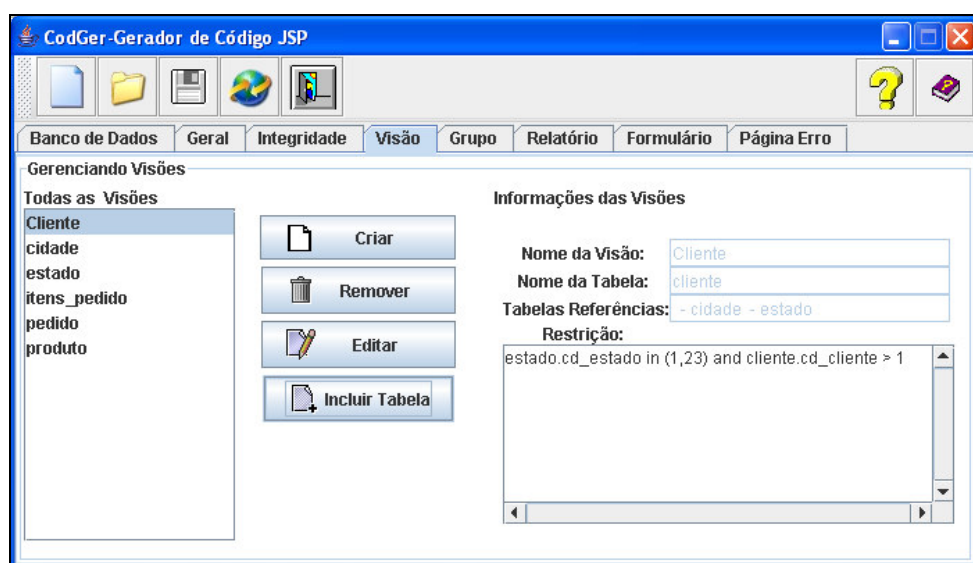 CodGer-Gerador de Código JSP
Banco de Dados Geral Integridade Visão Grupo Relatório Formulário Página Erro
Gerenciando Visões
Todas as Visões
Cliente
cidade
estado
itens_pedido
pedido
produto
Criar
Remover
Editar
Incluir Tabela
Informações das Visões
Nome da Visão: Cliente
Nome da Tabela: cliente
Tabelas Referências: - cidade - estado
Restrição:
estado.cd_estado in (1,23) and cliente.cd_cliente > 1